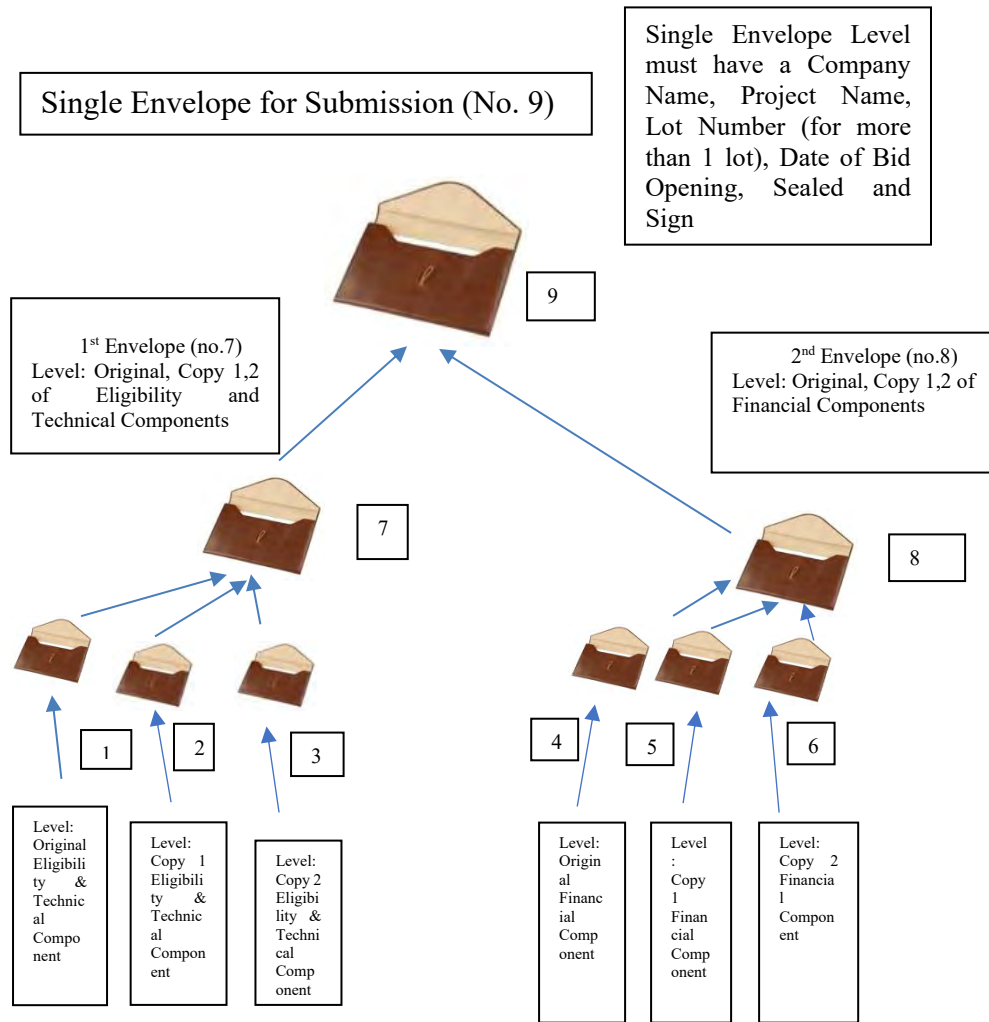 Single Envelope Level
must have a Company
Name, Project Name,
Lot Number (for more
than 1 lot), Date of Bid
Opening, Sealed and
Sign
Single Envelope for Submission (No. 9)
9
1st Envelope (no.7)
Level: Original, Copy 1,2
of Eligibility and
Technical Components
2nd Envelope (no.8)
Level: Original, Copy 1,2 of
Financial Components
7
8
1
2
3
4
5
6
Level:
Original
Eligibili
ty &
Technic
al
Compo
nent
Level:
Copy 1
Eligibili
ty &
Technic
al
Compon
ent
Level:
Copy 2
Eligibi
lity &
Techni
cal
Comp
onent
Level:
Origin
al
Financ
ial
Comp
onent
Level
:
Copy
1
Finan
cial
Comp
onent
Level:
Copy 2
Financia
l
Compon
ent